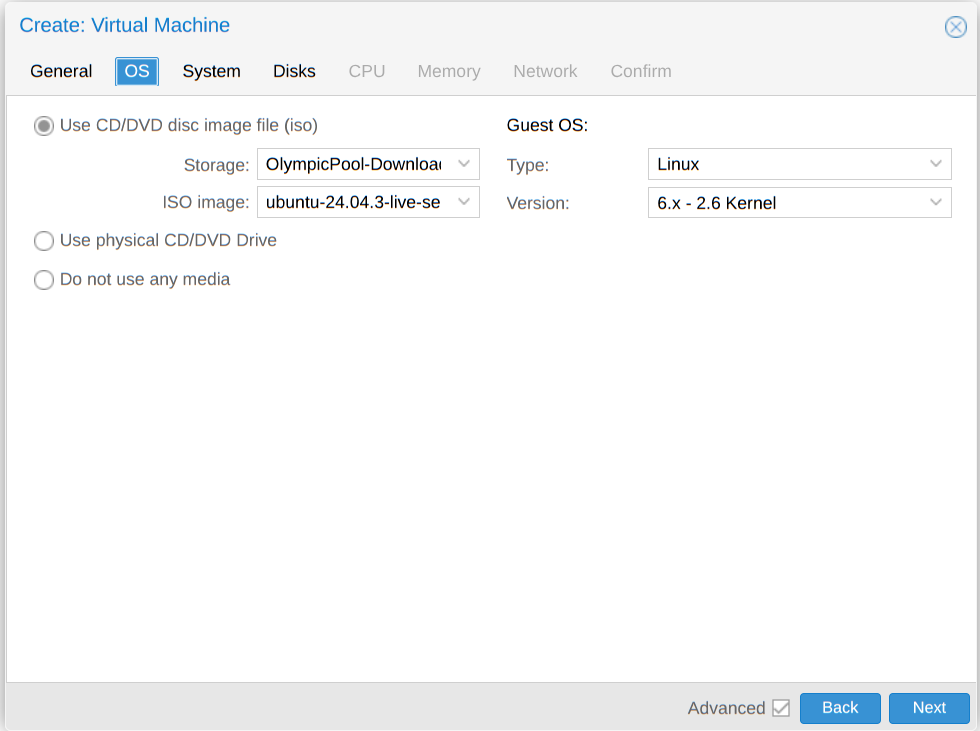 Create: Virtual Machine
General OS System Disks CPU Memory Network Confirm
Use CD/DVD disc image file (iso) Guest OS:
Storage: OlympicPool-Downloa Type: Linux
ISO image: ubuntu-24.04.3-live-se Version: 6.x - 2.6 Kernel
Use physical CD/DVD Drive
Do not use any media
Advanced Back Next